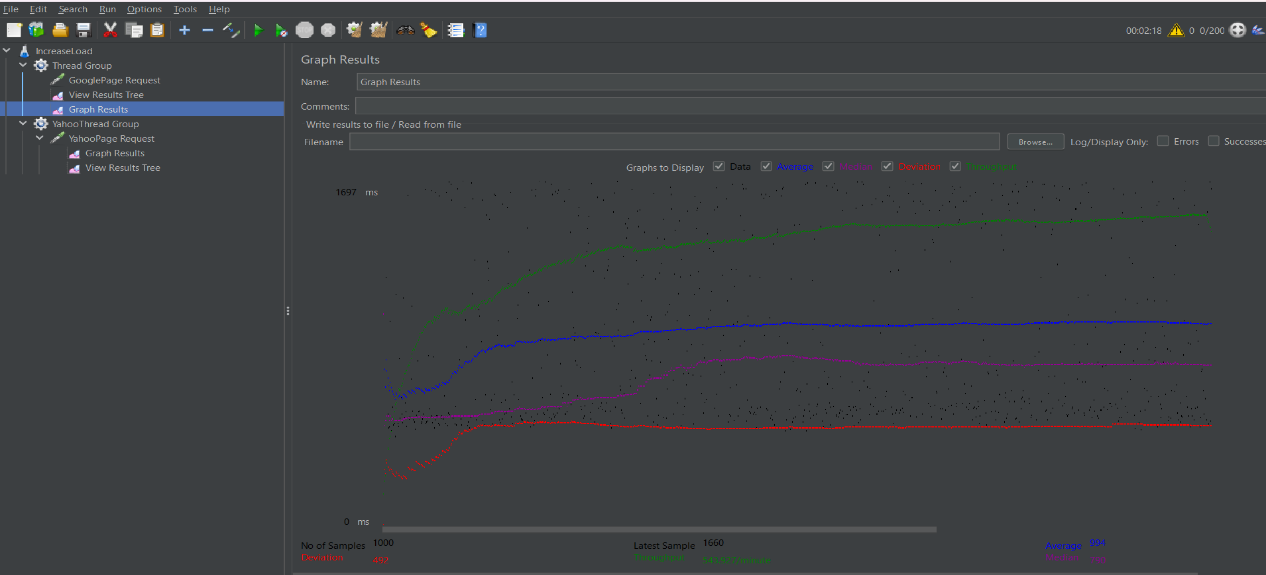 File Edit Search Run Options Tools Help
00:02:18 0 0/200
IncreaseLoad
Thread Group
GooglePage Request
View Results Tree
Graph Results
YahooThread Group
YahooPage Request
Graph Results
View Results Tree
Graph Results
Name: Graph Results
Comments:
Write results to file / Read from file
Filename Browse... Log/Display Only: Errors Successes
Graphs to Display Data Average Median Deviation Throughput
1697 ms
0 ms
No of Samples 1000 Latest Sample 1660 Average 994
Deviation 492 Throughput